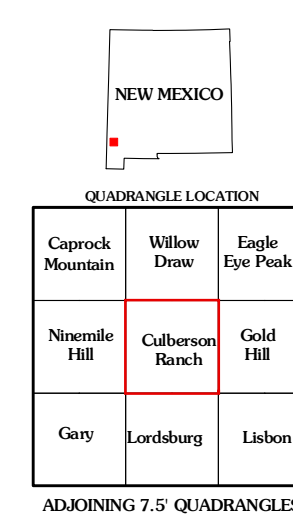 NEW MEXICO
QUADRANGLE LOCATION
Caprock
Mountain
Willow
Draw
Eagle
Eye Peak
Ninemile
Hill
Culberson
Ranch
Gold
Hill
Gary
Lordsburg
Lisbon
ADJOINING 7.5' QUADRANGLES